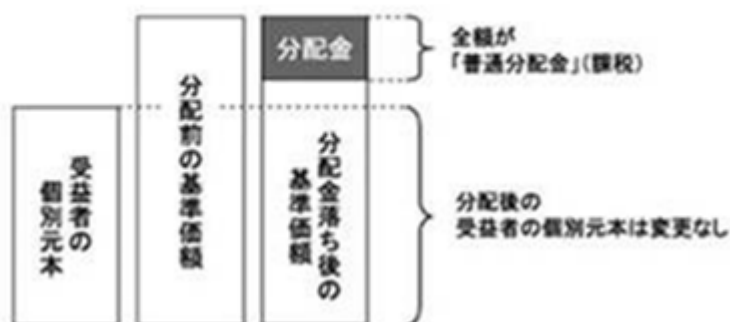 受益者の
個別元本
分配前の基準価額
分配金
分配金落ち後の
基準価額
全額が
「普通分配金」(課税)
分配後の
受益者の個別元本は変更なし